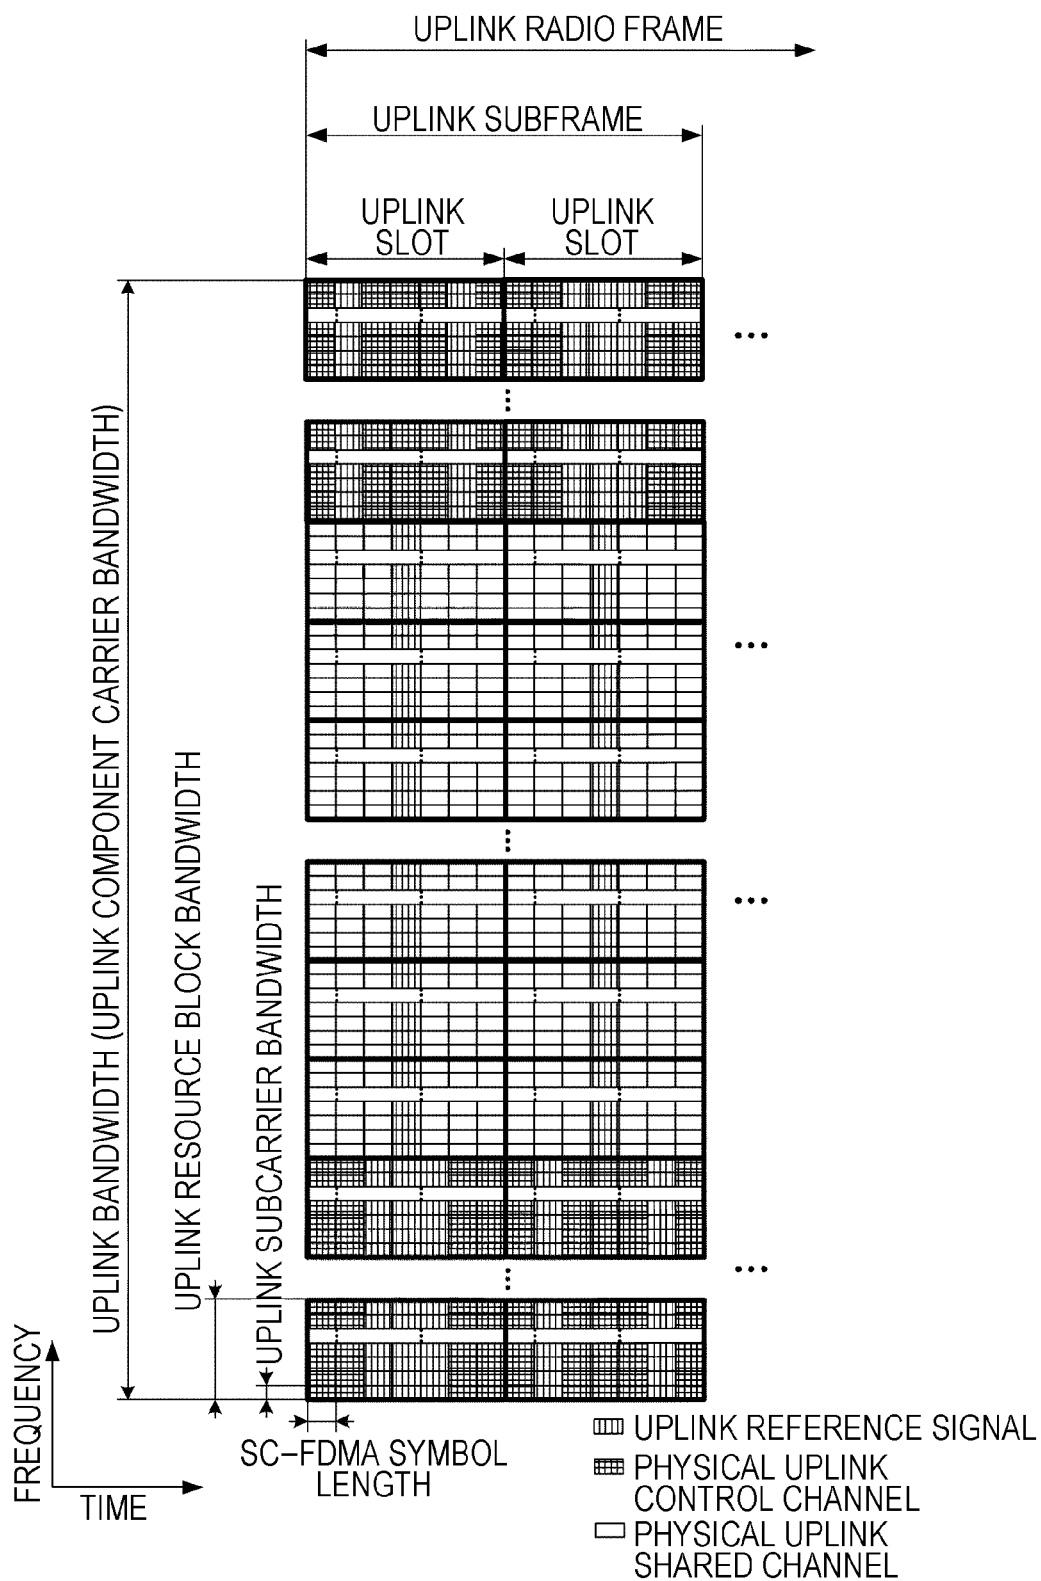 UPLINK RADIO FRAME
UPLINK SUBFRAME
UPLINK SLOT
UPLINK SLOT
UPLINK BANDWIDTH (UPLINK COMPONENT CARRIER BANDWIDTH)
UPLINK RESOURCE BLOCK BANDWIDTH
UPLINK SUBCARRIER BANDWIDTH
FREQUENCY
TIME
SC-FDMA SYMBOL
LENGTH
UPLINK REFERENCE SIGNAL
PHYSICAL UPLINK
CONTROL CHANNEL
PHYSICAL UPLINK
SHARED CHANNEL